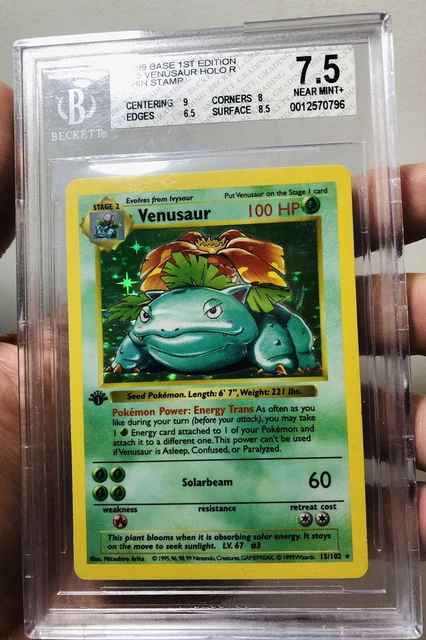 99 BASE 1ST EDITION
15 VENUSAUR HOLO R
THIN STAMP
7.5
NEAR MINT+
CENTERING 9 CORNERS 8
EDGES 6.5 SURFACE 8.5
0012570796
B
BECKETT
STAGE 2
Evolves from Ivysaur
Put Venusaur on the Stage 1 card
Venusaur 100 HP
Seed Pokémon. Length: 6' 7", Weight: 221 lbs.
Pokémon Power: Energy Trans As often as you
like during your turn (before your attack), you may take
1 Energy card attached to 1 of your Pokémon and
attach it to a different one. This power can't be used
if Venusaur is Asleep, Confused, or Paralyzed.
Solarbeam 60
weakness resistance retreat cost
This plant blooms when it is absorbing solar energy. It stays
on the move to seek sunlight. LV. 67 #3
Illus. Mitsuhiro Arita © 1995, 96, 98, 99 Nintendo, Creatures, GAMEFREAK. © 1999 Wizards. 15/102 ★